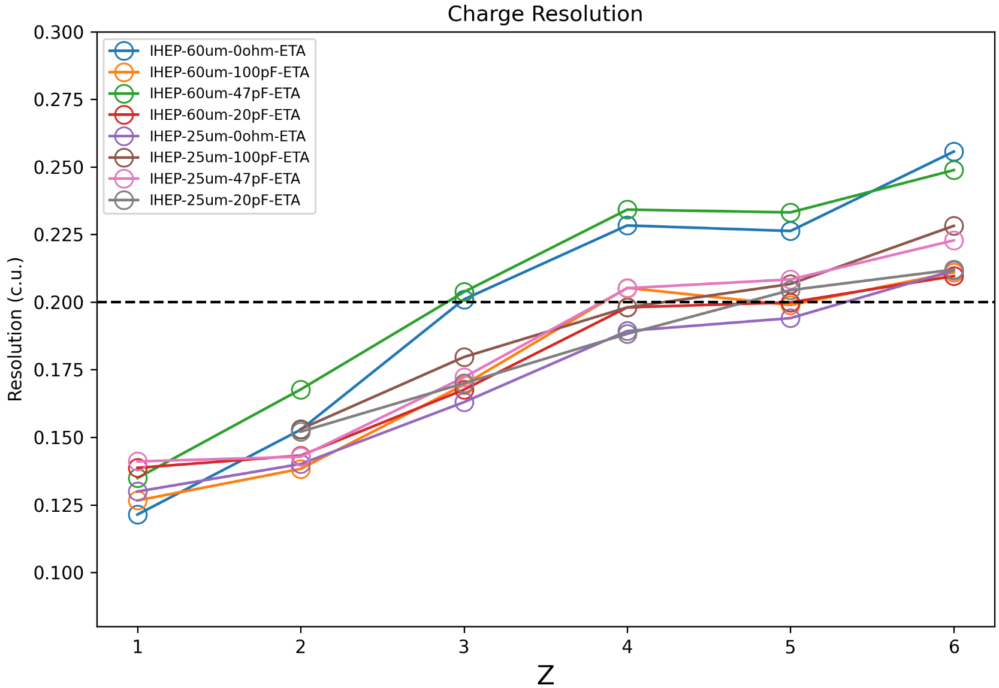 Charge Resolution
0.300
0.275
0.250
0.225
0.200
0.175
0.150
0.125
0.100
Resolution (c.u.)
IHEP-60um-0ohm-ETA
IHEP-60um-100pF-ETA
IHEP-60um-47pF-ETA
IHEP-60um-20pF-ETA
IHEP-25um-0ohm-ETA
IHEP-25um-100pF-ETA
IHEP-25um-47pF-ETA
IHEP-25um-20pF-ETA
1 2 3 4 5 6
Z